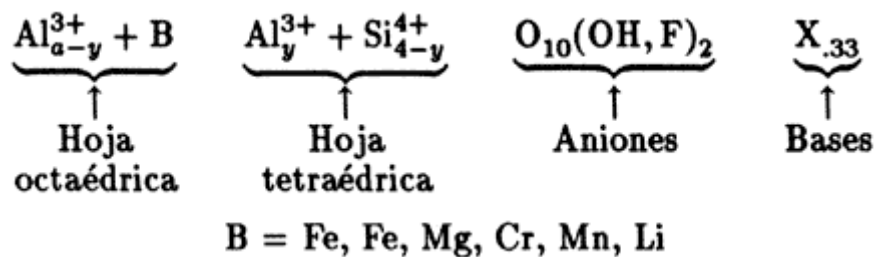 Al³⁺ₐ₋ᵧ + B Al³⁺ᵧ + Si⁴⁺₄₋ᵧ O₁₀(OH, F)₂ X.₃₃
Hoja Hoja Aniones Bases
octaédrica tetraédrica
B = Fe, Fe, Mg, Cr, Mn, Li